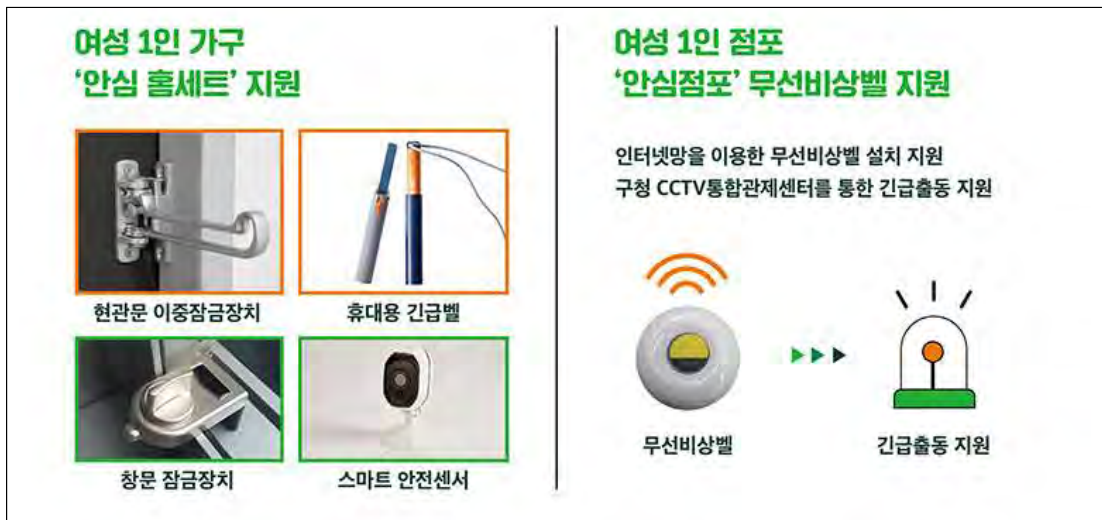 여성 1인 가구
‘안심 홈세트’ 지원
현관문 이중잠금장치
휴대용 긴급벨
창문 잠금장치
스마트 안전센서
여성 1인 점포
‘안심점포’ 무선비상벨 지원
인터넷망을 이용한 무선비상벨 설치 지원
구청 CCTV통합관제센터를 통한 긴급출동 지원
무선비상벨
긴급출동 지원